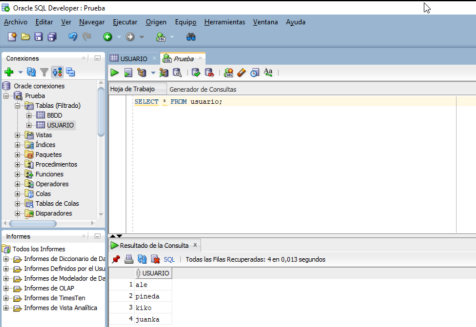 Oracle SQL Developer : Prueba
Archivo Editar Ver Navegar Ejecutar Origen Equipo Herramientas Ventana Ayuda
Conexiones
Oracle conexiones
Prueba
Tablas (Filtrado)
BBDD
USUARIO
Vistas
Índices
Paquetes
Procedimientos
Funciones
Operadores
Colas
Tablas de Colas
Disparadores
Informes
Todos los Informes
Informes de Diccionario de Da
Informes Definidos por el Usu
Informes de Modelador de Da
Informes de OLAP
Informes de TimesTen
Informes de Vista Analítica
USUARIO
Prueba
Hoja de Trabajo Generador de Consultas
SELECT * FROM usuario;
Resultado de la Consulta
SQL | Todas las Filas Recuperadas: 4 en 0,013 segundos
USUARIO
1 ale
2 pineda
3 kiko
4 juanka